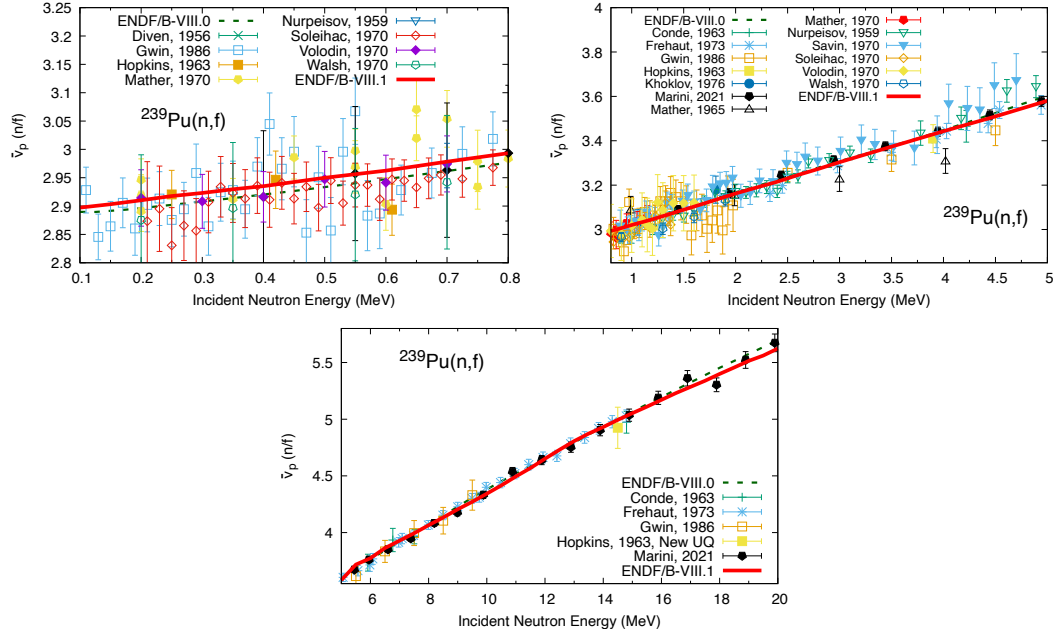 3.25
3.2
3.15
3.1
3.05
3
2.95
2.9
2.85
2.8
ν̄p (n/f)
ENDF/B-VIII.0
Diven, 1956
Gwin, 1986
Hopkins, 1963
Mather, 1970
Nurpeisov, 1959
Soleihac, 1970
Volodin, 1970
Walsh, 1970
ENDF/B-VIII.1
239Pu(n,f)
0.1 0.2 0.3 0.4 0.5 0.6 0.7 0.8
Incident Neutron Energy (MeV)
4
3.8
3.6
3.4
3.2
3
2.8
ν̄p (n/f)
ENDF/B-VIII.0
Conde, 1963
Frehaut, 1973
Gwin, 1986
Hopkins, 1963
Khoklov, 1976
Marini, 2021
Mather, 1965
Mather, 1970
Nurpeisov, 1959
Savin, 1970
Soleihac, 1970
Volodin, 1970
Walsh, 1970
ENDF/B-VIII.1
239Pu(n,f)
1 1.5 2 2.5 3 3.5 4 4.5 5
Incident Neutron Energy (MeV)
5.5
5
4.5
4
ν̄p (n/f)
239Pu(n,f)
ENDF/B-VIII.0
Conde, 1963
Frehaut, 1973
Gwin, 1986
Hopkins, 1963, New UQ
Marini, 2021
ENDF/B-VIII.1
6 8 10 12 14 16 18 20
Incident Neutron Energy (MeV)